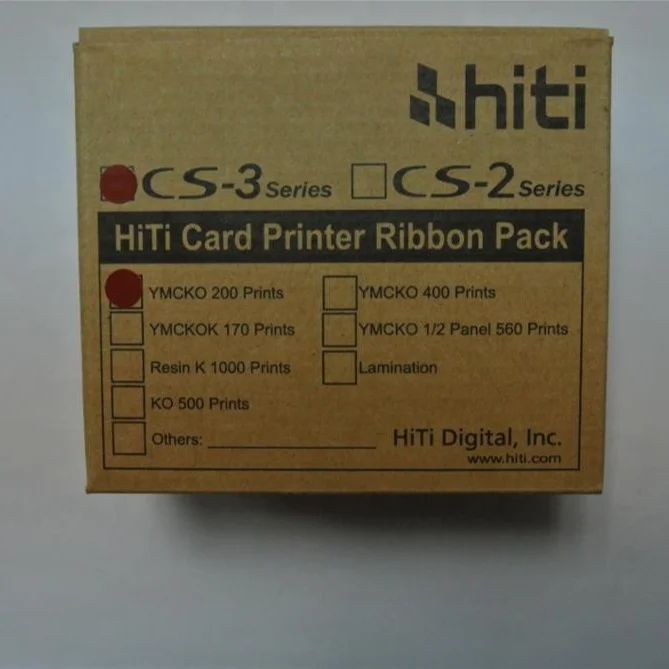 hiti
CS-3 Series CS-2 Series
HiTi Card Printer Ribbon Pack
YMCKO 200 Prints YMCKO 400 Prints
YMCKOK 170 Prints YMCKO 1/2 Panel 560 Prints
Resin K 1000 Prints Lamination
KO 500 Prints
Others: HiTi Digital, Inc.
www.hiti.com